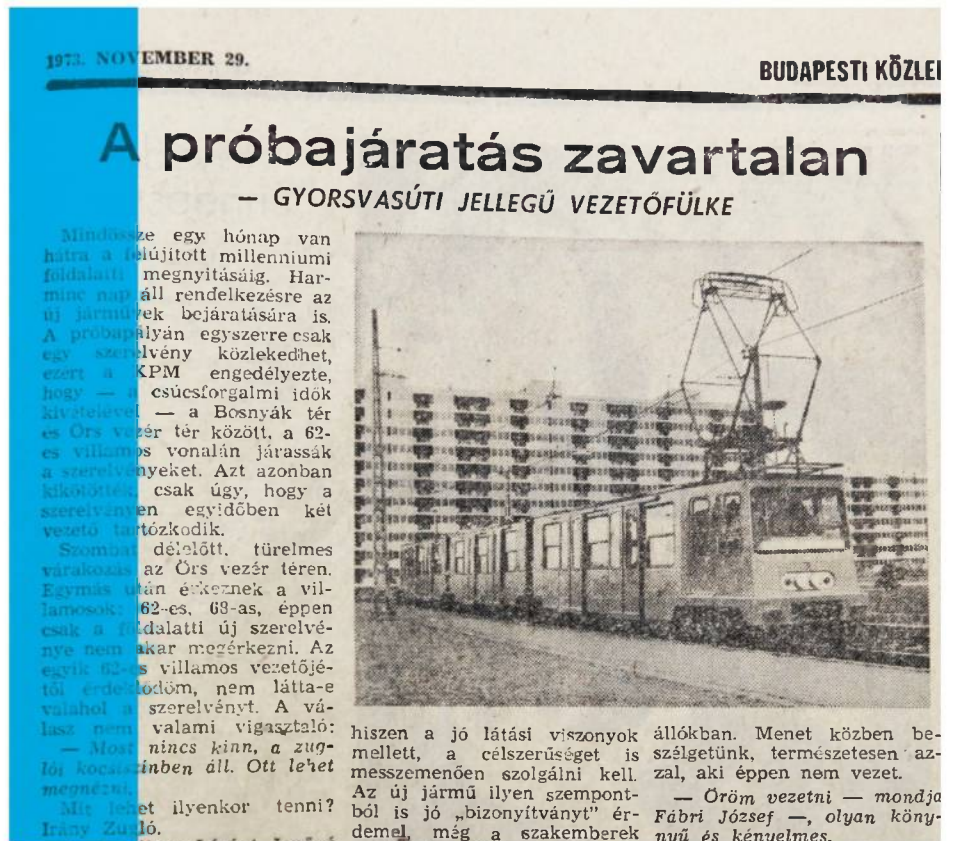 1973. NOVEMBER 29.
BUDAPESTI KÖZLE
A próbajáratás zavartalan
— GYORSVASÚTI JELLEGŰ VEZETŐFÜLKE
Mindössze egy hónap van
hátra a felújított millenniumi
földalatti megnyitásáig. Har-
minc nap áll rendelkezésre az
új járművek bejáratására is.
A próbapályán egyszerre csak
egy szerelvény közlekedhet,
ezért a KPM engedélyezte,
hogy — a csúcsforgalmi idők
kivételével — a Bosnyák tér
és Örs vezér tér között, a 62-
es villamos vonalán járassák
a szerelvényeket. Azt azonban
kikötötték, csak úgy, hogy a
szerelvényen egyidőben két
vezető tartózkodik.
Szombat délelőtt, türelmes
várakozás az Örs vezér téren.
Egymás után érkeznek a vil-
lamosok: 62-es, 63-as, éppen
csak a földalatti új szerelvé-
nye nem akar megérkezni. Az
egyik 62-es villamos vezetőjé-
től érdeklődöm, nem látta-e
valahol a szerelvényt. A vá-
lasz nem valami vigasztaló:
— Most nincs kinn, a zug-
lói kocsiszínben áll. Ott lehet
megnézni.
Mit lehet ilyenkor tenni?
Irány Zugló.
hiszen a jó látási viszonyok
mellett, a célszerűséget is
messzemenően szolgálni kell.
Az új jármű ilyen szempont-
ból is jó „bizonyítványt" ér-
demel, még a szakemberek
állókban. Menet közben be-
szélgetünk, természetesen az-
zal, aki éppen nem vezet.
— Öröm vezetni — mondja
Fábri József —, olyan köny-
nyű és kényelmes.